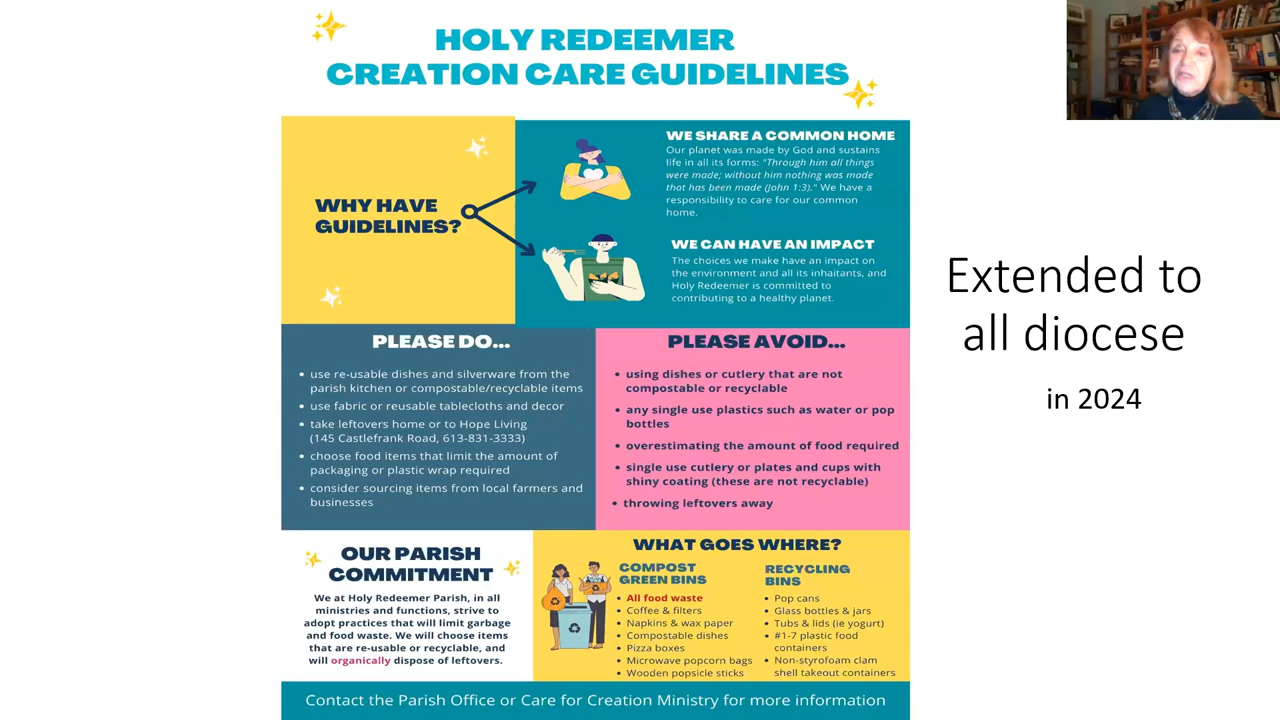 HOLY REDEEMER
CREATION CARE GUIDELINES
WHY HAVE
GUIDELINES?
WE SHARE A COMMON HOME
Our planet was made by God and sustains
life in all its forms: "Through him all things
were made; without him nothing was made
that has been made (John 1:3)." We have a
responsibility to care for our common
home.
WE CAN HAVE AN IMPACT
The choices we make have an impact on
the environment and all its inhaitants, and
Holy Redeemer is committed to
contributing to a healthy planet.
PLEASE DO...
• use re-usable dishes and silverware from the
parish kitchen or compostable/recyclable items
• use fabric or reusable tablecloths and decor
• take leftovers home or to Hope Living
(145 Castlefrank Road, 613-831-3333)
• choose food items that limit the amount of
packaging or plastic wrap required
• consider sourcing items from local farmers and
businesses
PLEASE AVOID...
• using dishes or cutlery that are not
compostable or recyclable
• any single use plastics such as water or pop
bottles
• overestimating the amount of food required
• single use cutlery or plates and cups with
shiny coating (these are not recyclable)
• throwing leftovers away
OUR PARISH
COMMITMENT
We at Holy Redeemer Parish, in all
ministries and functions, strive to
adopt practices that will limit garbage
and food waste. We will choose items
that are re-usable or recyclable, and
will organically dispose of leftovers.
WHAT GOES WHERE?
COMPOST
GREEN BINS
• All food waste
• Coffee & filters
• Napkins & wax paper
• Compostable dishes
• Pizza boxes
• Microwave popcorn bags
• Wooden popsicle sticks
RECYCLING
BINS
• Pop cans
• Glass bottles & jars
• Tubs & lids (ie yogurt)
• #1-7 plastic food
containers
• Non-styrofoam clam
shell takeout containers
Contact the Parish Office or Care for Creation Ministry for more information
Extended to
all diocese
in 2024